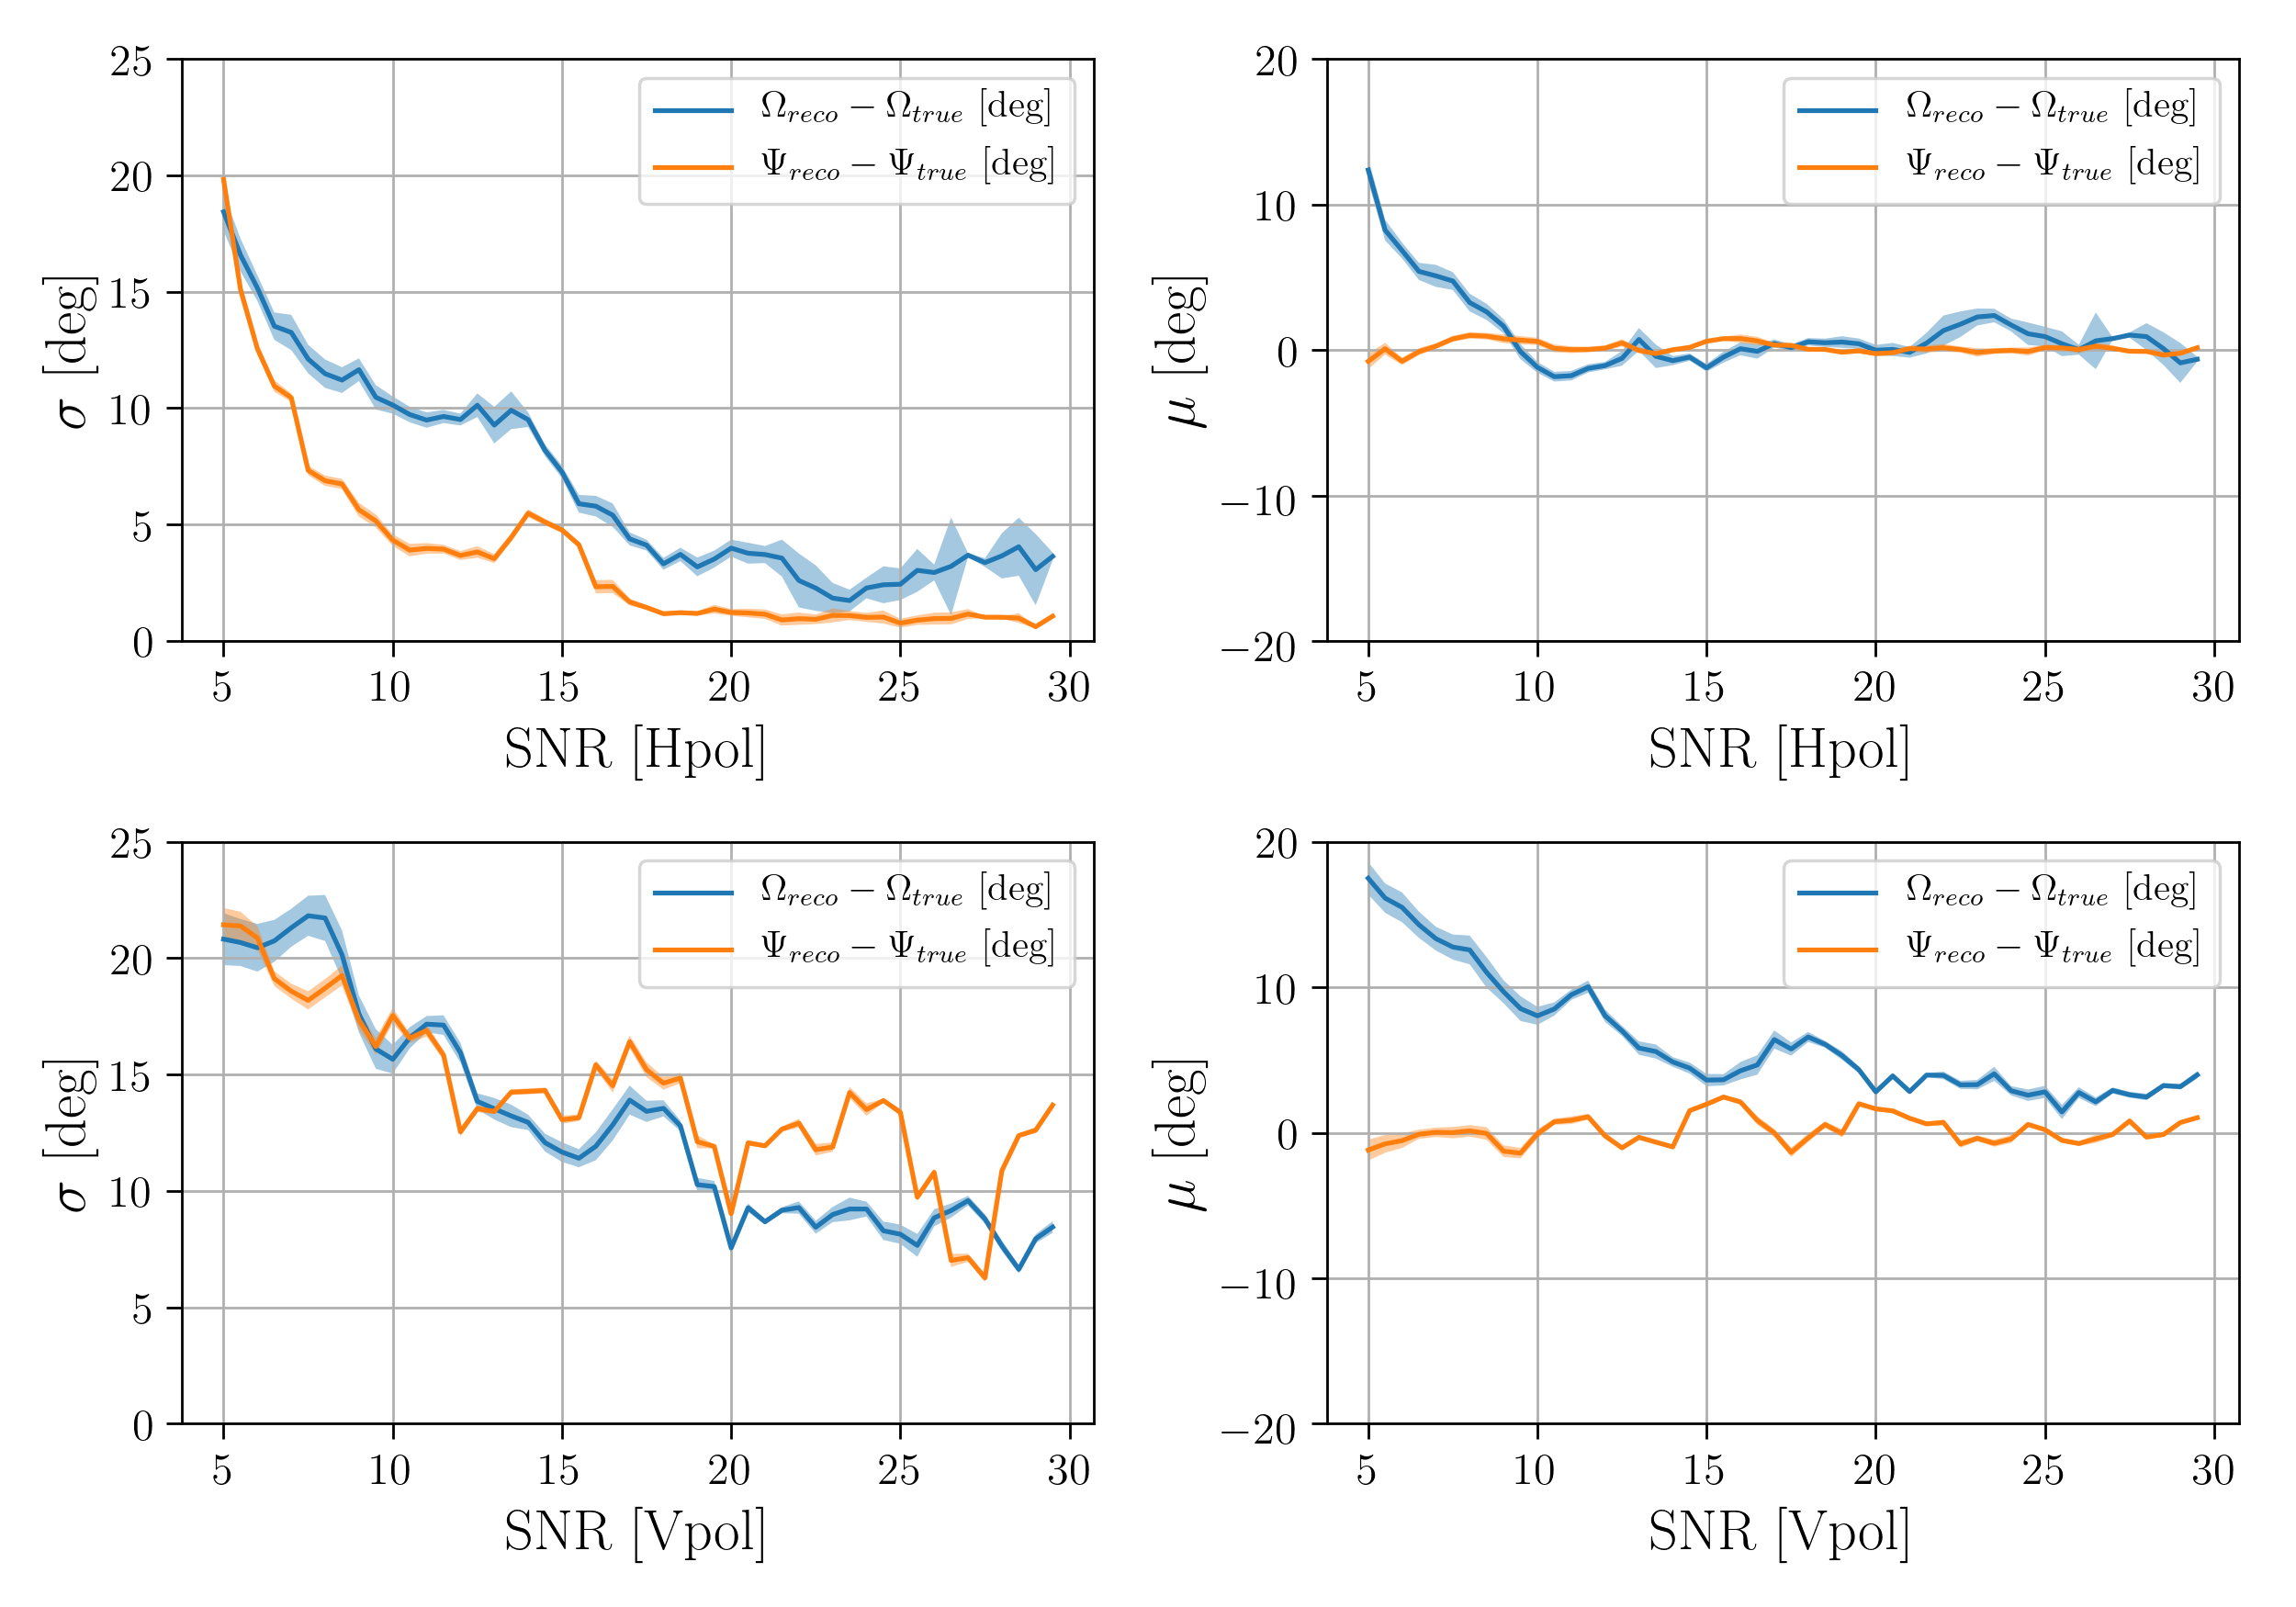 25
20
15
10
5
0
σ [deg]
Ω_reco − Ω_true [deg]
Ψ_reco − Ψ_true [deg]
5 10 15 20 25 30
SNR [Hpol]
20
10
0
−10
−20
μ [deg]
Ω_reco − Ω_true [deg]
Ψ_reco − Ψ_true [deg]
5 10 15 20 25 30
SNR [Hpol]
25
20
15
10
5
0
σ [deg]
Ω_reco − Ω_true [deg]
Ψ_reco − Ψ_true [deg]
5 10 15 20 25 30
SNR [Vpol]
20
10
0
−10
−20
μ [deg]
Ω_reco − Ω_true [deg]
Ψ_reco − Ψ_true [deg]
5 10 15 20 25 30
SNR [Vpol]